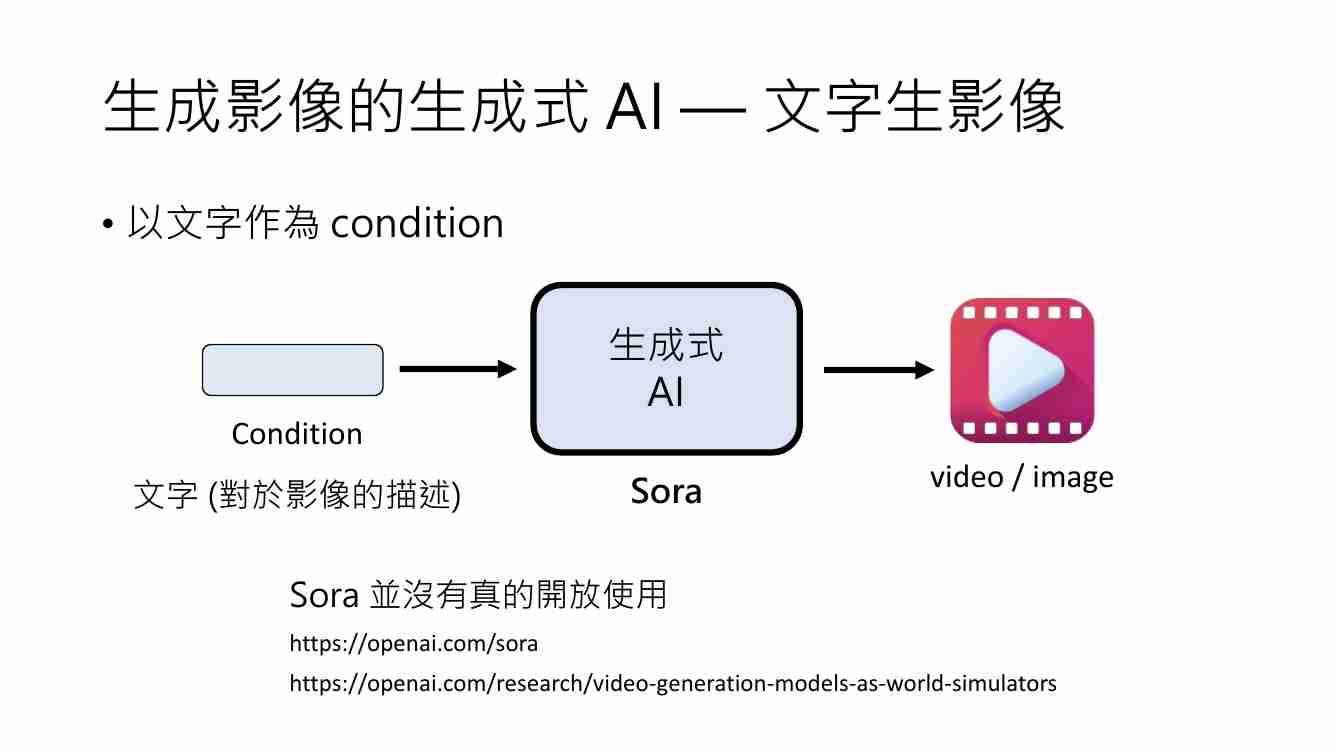 生成影像的生成式 AI — 文字生影像
• 以文字作為 condition
生成式
AI
Condition
文字 (對於影像的描述)
Sora
video / image
Sora 並沒有真的開放使用
https://openai.com/sora
https://openai.com/research/video-generation-models-as-world-simulators